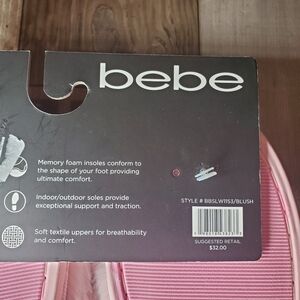 bebe
Memory foam insoles conform to
the shape of your foot providing
ultimate comfort.
Indoor/outdoor soles provide
exceptional support and traction.
Soft textile uppers for breathability
and comfort.
STYLE # BBSLW1153/BLUSH
SUGGESTED RETAIL
$32.00